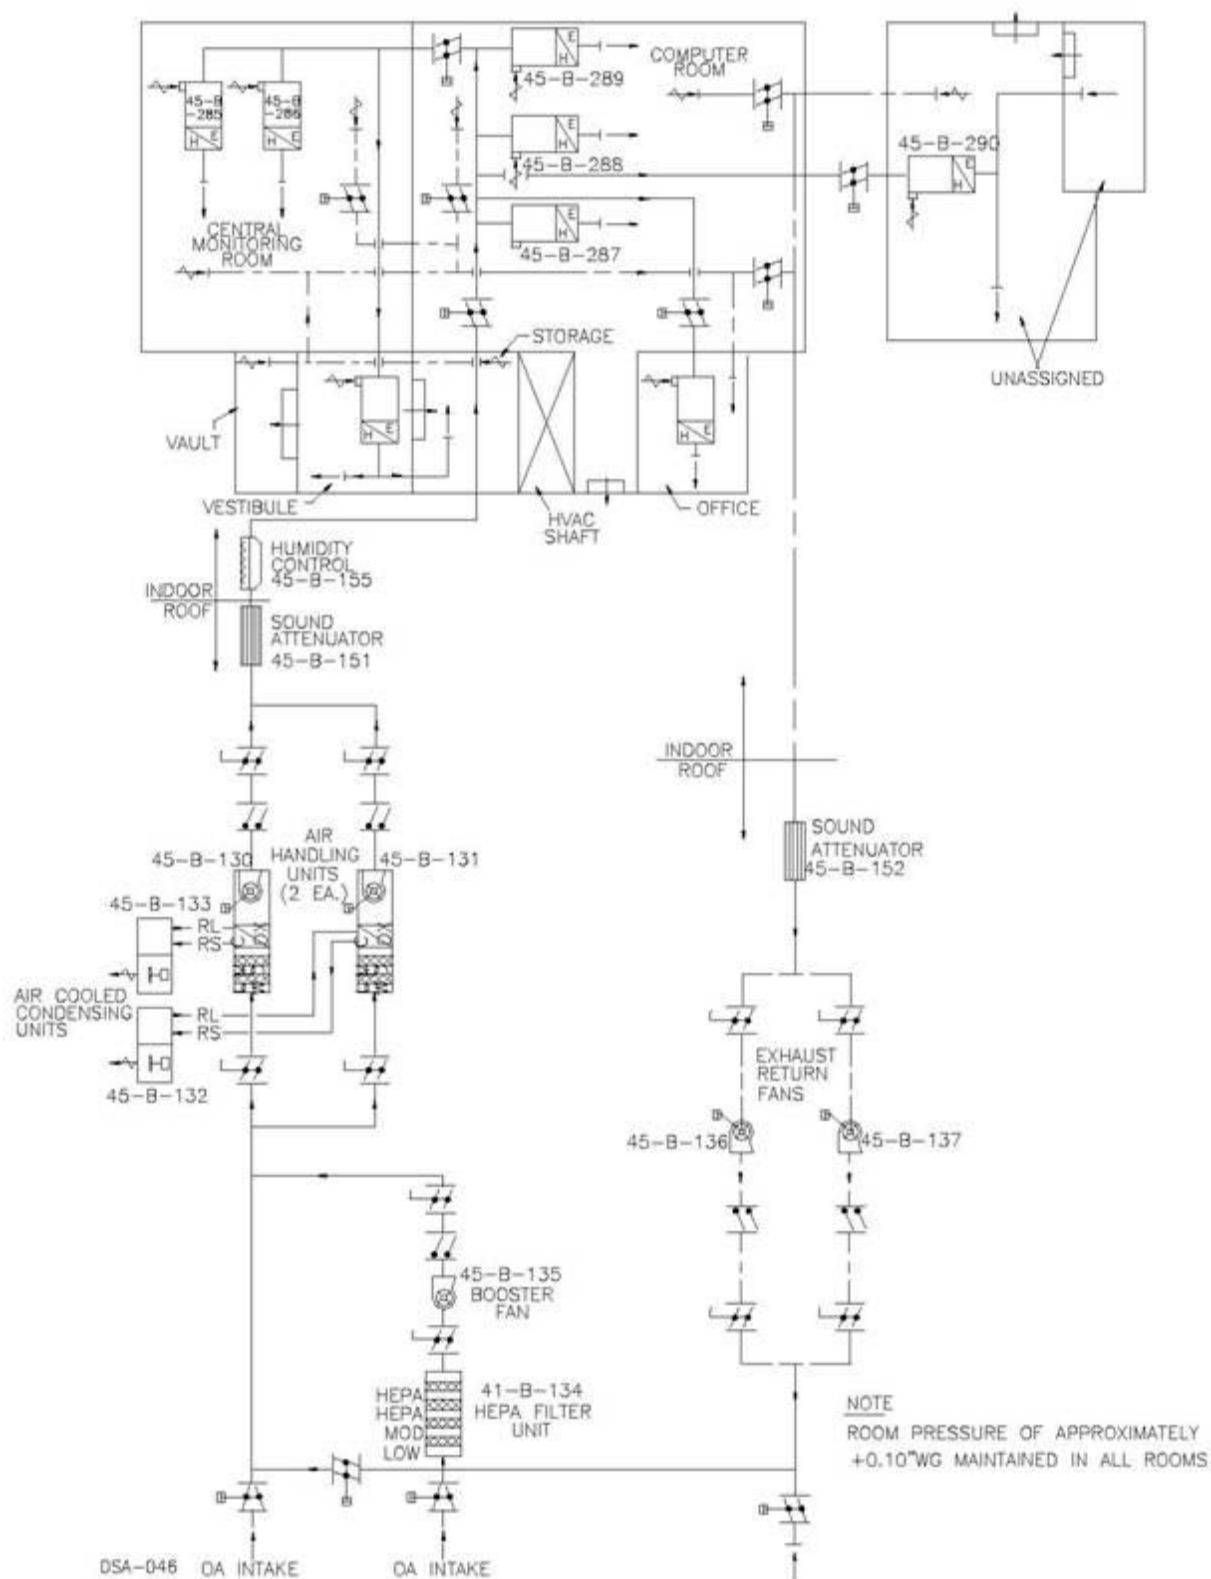 COMPUTER
ROOM
45-B-289
45-B
-285
45-B
-286
H E
H E
E
H
45-B-288
E
H
45-B-290
E
H
45-B-287
E
H
CENTRAL
MONITORING
ROOM
STORAGE
UNASSIGNED
VAULT
H E
H E
VESTIBULE
HVAC
SHAFT
OFFICE
HUMIDITY
CONTROL
45-B-155
INDOOR
ROOF
SOUND
ATTENUATOR
45-B-151
INDOOR
ROOF
SOUND
ATTENUATOR
45-B-152
45-B-130
AIR
HANDLING
UNITS
(2 EA.)
45-B-131
45-B-133
RL
RS
C DX
C DX
AIR COOLED
CONDENSING
UNITS
RL
RS
45-B-132
EXHAUST
RETURN
FANS
45-B-136
45-B-137
45-B-135
BOOSTER
FAN
HEPA
HEPA
MOD
LOW
41-B-134
HEPA FILTER
UNIT
NOTE
ROOM PRESSURE OF APPROXIMATELY
+0.10"WG MAINTAINED IN ALL ROOMS
DSA-046
OA INTAKE
OA INTAKE